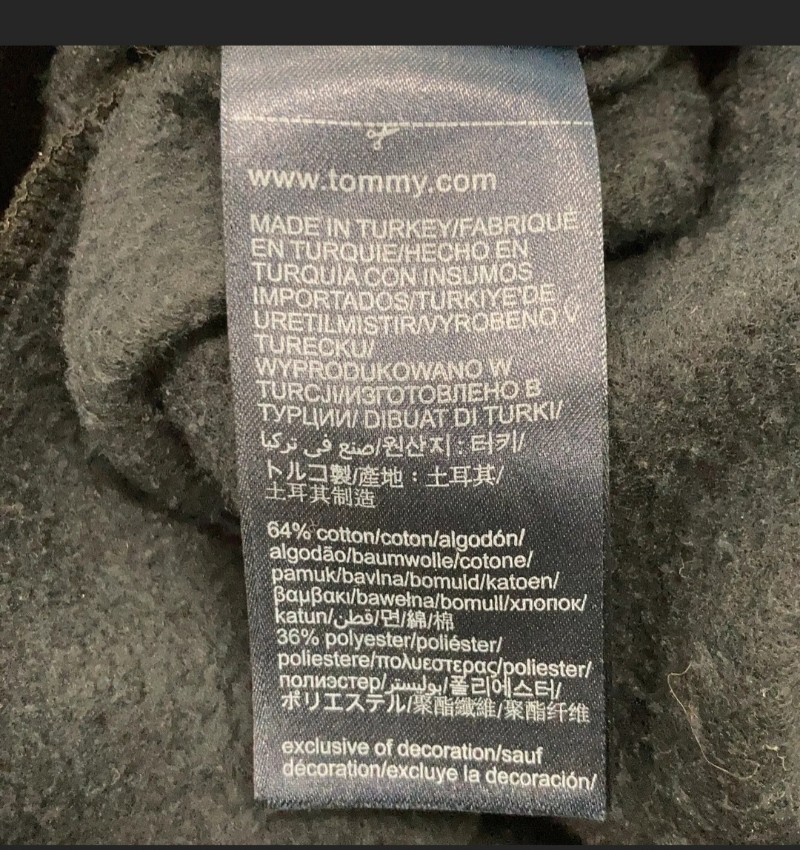 www.tommy.com
MADE IN TURKEY/FABRIQUE
EN TURQUIE/HECHO EN
TURQUIA CON INSUMOS
IMPORTADOS/TURKIYE'DE
URETILMISTIR/VYROBENO V
TURECKU/
WYPRODUKOWANO W
TURCJI/ИЗГОТОВЛЕНО В
ТУРЦИИ/ DIBUAT DI TURKI/
صنع في تركيا/원산지 : 터키/
トルコ製/產地：土耳其/
土耳其制造
64% cotton/coton/algodón/
algodão/baumwolle/cotone/
pamuk/bavlna/bomuld/katoen/
βαμβακι/bawełna/bomull/хлопок/
katun/قطن/면/綿/棉
36% polyester/poliéster/
poliestere/πολυεστερας/poliester/
полиэстер/بوليستر/폴리에스터/
ポリエステル/聚酯纖維/聚酯纤维
exclusive of decoration/sauf
décoration/excluye la decoración/